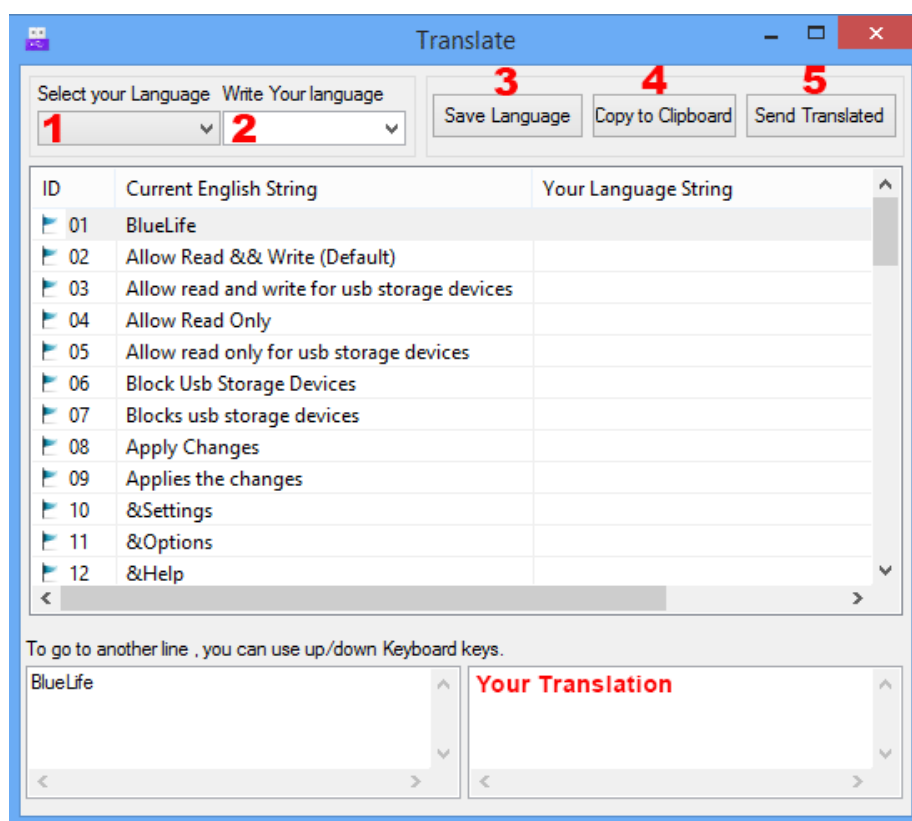 Translate
3 4 5
Select your Language Write Your language
1 2 Save Language Copy to Clipboard Send Translated
ID Current English String Your Language String
01 BlueLife
02 Allow Read && Write (Default)
03 Allow read and write for usb storage devices
04 Allow Read Only
05 Allow read only for usb storage devices
06 Block Usb Storage Devices
07 Blocks usb storage devices
08 Apply Changes
09 Applies the changes
10 &Settings
11 &Options
12 &Help
To go to another line , you can use up/down Keyboard keys.
BlueLife Your Translation